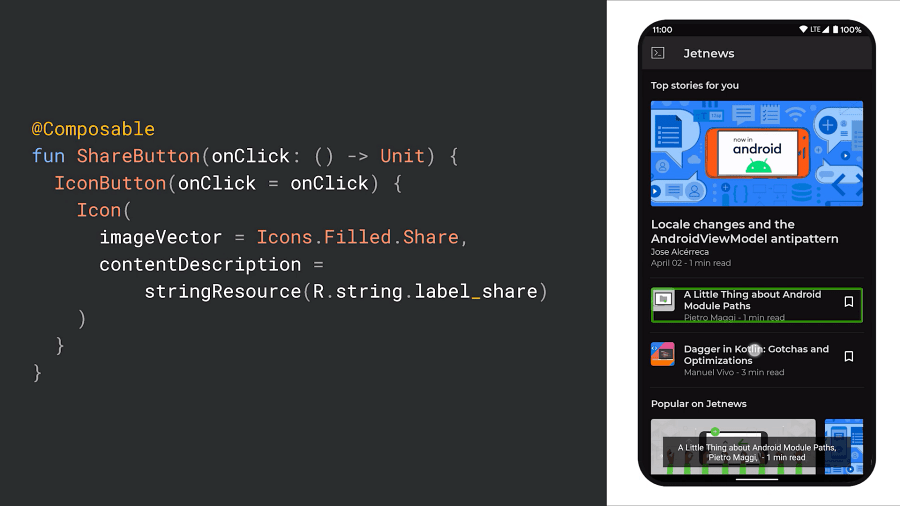 @Composable
fun ShareButton(onClick: () -> Unit) {
IconButton(onClick = onClick) {
Icon(
imageVector = Icons.Filled.Share,
contentDescription =
stringResource(R.string.label_share)
)
}
}
11:00 LTE 100%
Jetnews
Top stories for you
now in
android
Locale changes and the
AndroidViewModel antipattern
Jose Alcérreca
April 02 - 1 min read
A Little Thing about Android
Module Paths
Pietro Maggi - 1 min read
Dagger in Kotlin: Gotchas and
Optimizations
Manuel Vivo - 3 min read
Popular on Jetnews
A Little Thing about Android Module Paths,
'Pietro Maggi, - 1 min read